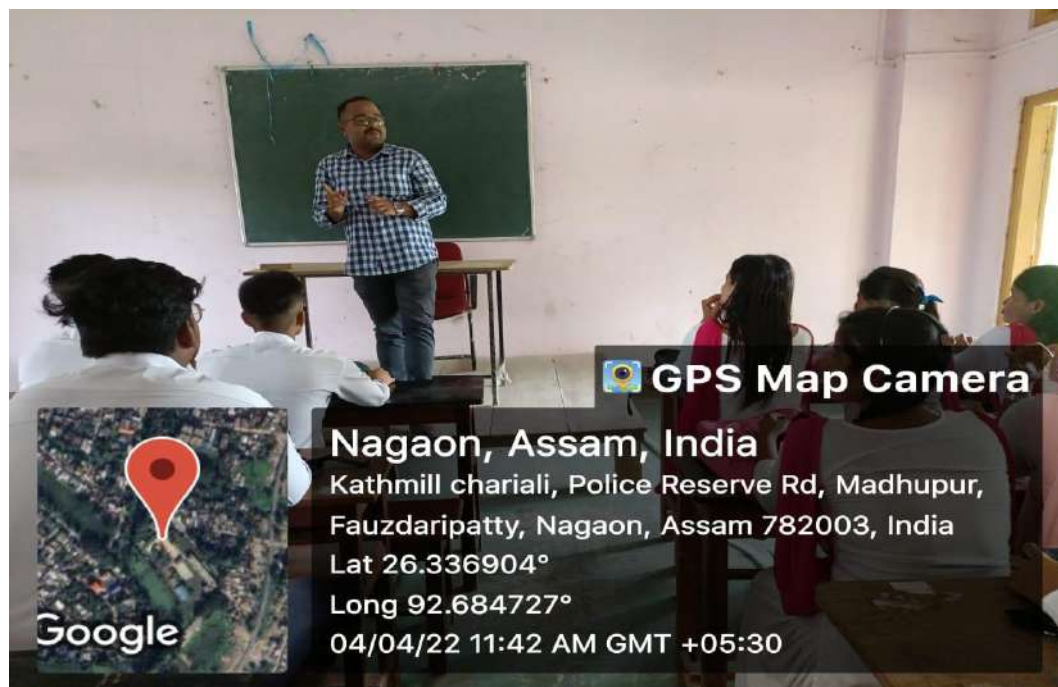 GPS Map Camera
Nagaon, Assam, India
Kathmill chariali, Police Reserve Rd, Madhupur,
Fauzdaripatty, Nagaon, Assam 782003, India
Lat 26.336904°
Long 92.684727°
04/04/22 11:42 AM GMT +05:30
Google